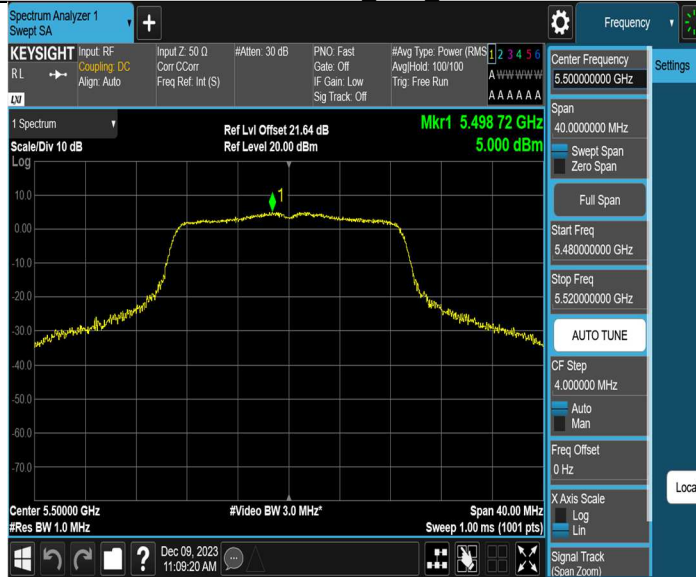 Spectrum Analyzer 1
Swept SA
+
Frequency
KEYSIGHT
RL
LXI
Input: RF
Coupling: DC
Align: Auto
Input Z: 50 Ω
Corr CCorr
Freq Ref: Int (S)
#Atten: 30 dB
PNO: Fast
Gate: Off
IF Gain: Low
Sig Track: Off
#Avg Type: Power (RMS
Avg|Hold: 100/100
Trig: Free Run
1 2 3 4 5 6
A W W W W W
A A A A A A
1 Spectrum
Scale/Div 10 dB
Log
Ref Lvl Offset 21.64 dB
Ref Level 20.00 dBm
Mkr1 5.498 72 GHz
5.000 dBm
1
10.0
0.00
-10.0
-20.0
-30.0
-40.0
-50.0
-60.0
-70.0
Center 5.50000 GHz
#Res BW 1.0 MHz
#Video BW 3.0 MHz*
Span 40.00 MHz
Sweep 1.00 ms (1001 pts)
?
Dec 09, 2023
11:09:20 AM
Center Frequency
5.500000000 GHz
Span
40.0000000 MHz
Swept Span
Zero Span
Full Span
Start Freq
5.480000000 GHz
Stop Freq
5.520000000 GHz
AUTO TUNE
CF Step
4.000000 MHz
Auto
Man
Freq Offset
0 Hz
X Axis Scale
Log
Lin
Signal Track
(Span Zoom)
Settings
Loca